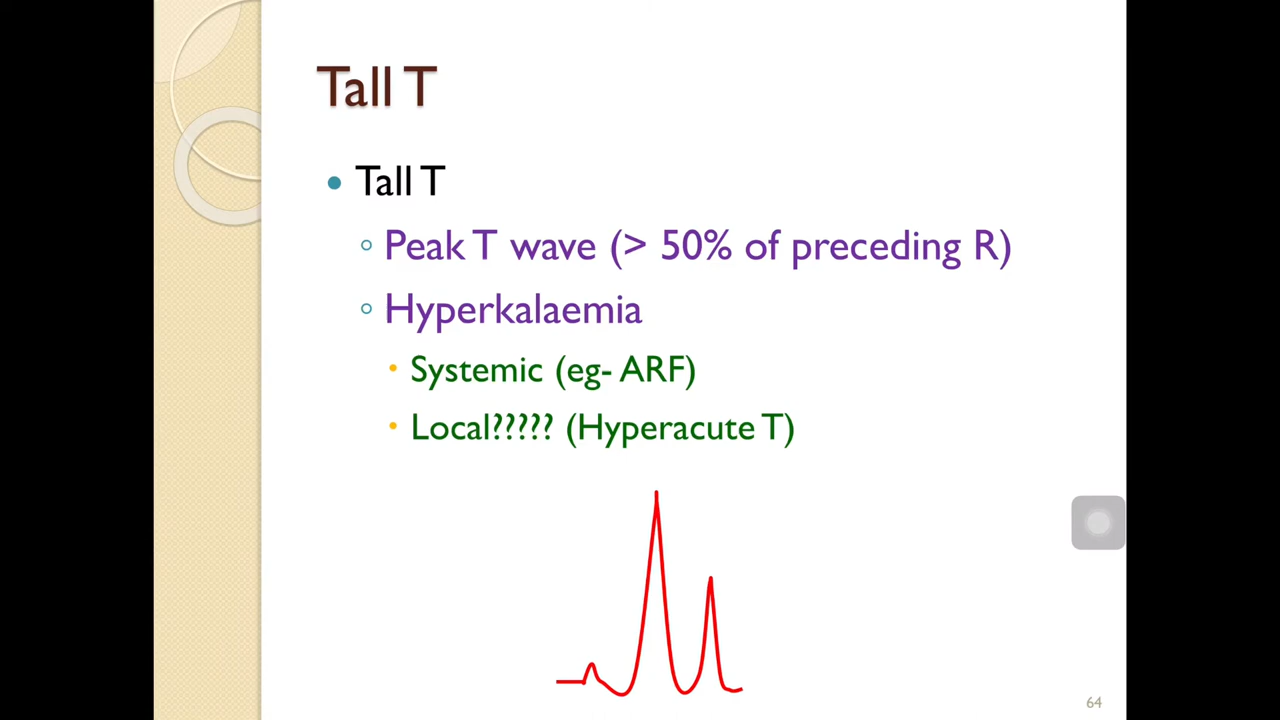 Tall T
Tall T
Peak T wave (> 50% of preceding R)
Hyperkalaemia
Systemic (eg- ARF)
Local????? (Hyperacute T)
64